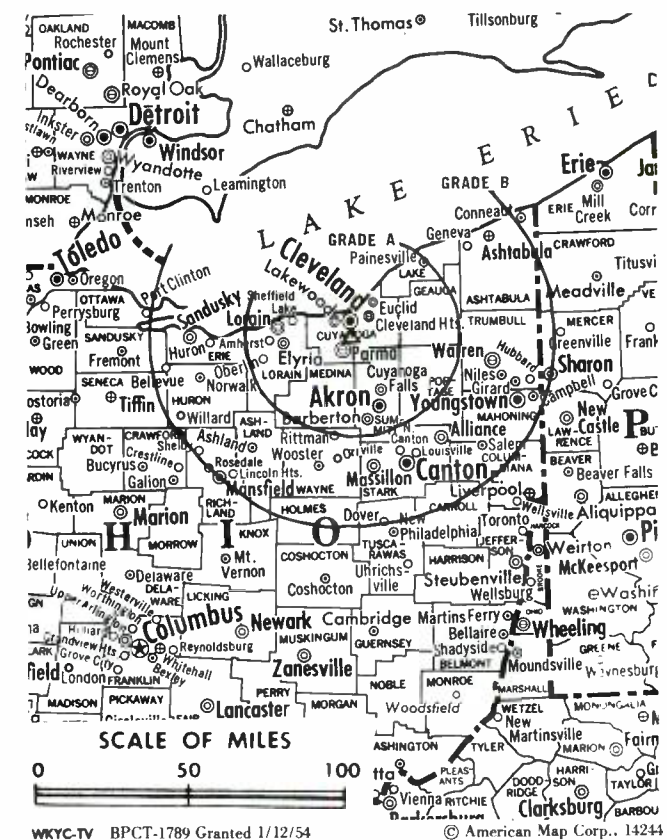 OAKLAND MACOMB St. Thomas Tillsonburg
Rochester Mount
Pontiac Clemens Wallaceburg
Dearborn Royal Oak
Detroit Chatham
Inkster
WAYNE Wyandotte Windsor
Riverview
Trenton Leamington
MONROE
Monroe
LAKE ERIE
GRADE B
GRADE A
Erie
ERIE Mill
Creek
Conneaut
Geneva
Ashtabula CRAWFORD
Toledo
Oregon
Perrysburg
OTTAWA
Port Clinton
Cleveland
Lakewood
Painesville
LAKE
GEAUGA
ASHTABULA
Meadville
Bowling
Green
SANDUSKY
Sandusky
Sheffield
Lake
Lorain
Euclid
Cleveland Hts.
CUYAHOGA
TRUMBULL
MERCER
Greenville
WOOD
Fremont
Huron
Amherst
ERIE
Elyria
Parma
Warren
Hubbard
Sharon
SENECA
Bellevue
Oberlin
Norwalk
LORAIN MEDINA
Cuyahoga
Falls
PORTAGE
Niles
Girard
Campbell
Tiffin
HURON
Willard
Akron
Barberton
SUMMIT
Youngstown
MAHONING
New
Castle
LAWRENCE
WYANDOT
CRAWFORD
Shelby
ASHLAND
Ashland
Rittman
Wooster
Orrville
Canton
Louisville
Alliance
Salem
COLUMBIANA
BEAVER
Beaver Falls
Bucyrus
Crestline
Galion
Rosedale
Lincoln Hts.
Mansfield
WAYNE
Massillon
STARK
Canton
Liverpool
Wellsville
Aliquippa
Kenton
MARION
Marion
RICHLAND
HOLMES
Dover
New
Philadelphia
CARROLL
Toronto
HANCOCK
OHIO
UNION
MORROW
KNOX
COSHOCTON
TUSCARAWAS
HARRISON
JEFFERSON
Weirton
McKeesport
Bellefontaine
Delaware
DELAWARE
Mt.
Vernon
Coshocton
Uhrichsville
Steubenville
Wellsburg
BROOKE
WASHINGTON
Westerville
Worthington
Upper Arlington
LICKING
Columbus
Newark
Cambridge
Martins Ferry
OHIO
Wheeling
Grandview Hts.
Grove City
Reynoldsburg
Whitehall
Bexley
MUSKINGUM
GUERNSEY
Bellaire
Shadyside
BELMONT
GREENE
London
FRANKLIN
Zanesville
Moundsville
Waynesburg
MADISON
PICKAWAY
PERRY
NOBLE
MONROE
Woodsfield
MARSHALL
Lancaster
MORGAN
WETZEL
New
Martinsville
MARION
SCALE OF MILES
0 50 100
TYLER
PLEASANTS
DODDRIDGE
HARRISON
TAYLOR
Vienna
RITCHIE
Clarksburg
WKYC-TV BPCT-1789 Granted 1/12/54 © American Map Corp., 14244